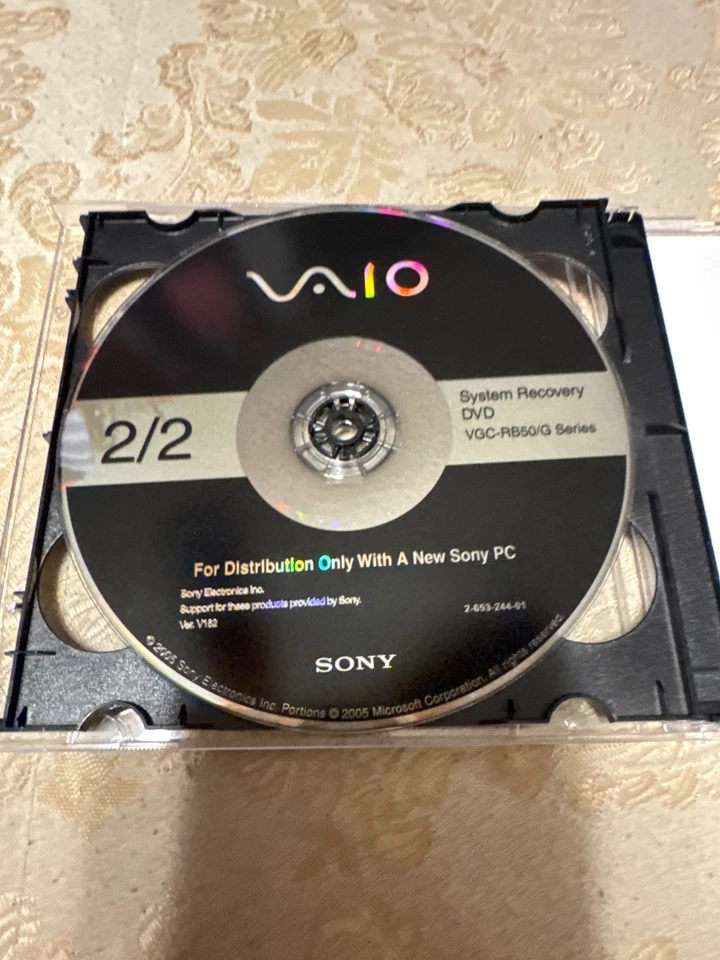 VAIO
System Recovery
DVD
VGC-RB50/G Series
2/2
For Distribution Only With A New Sony PC
Sony Electronics Inc.
Support for these products provided by Sony.
Ver. V182
2-653-244-01
SONY
© 2005 Sony Electronics Inc. Portions © 2005 Microsoft Corporation. All rights reserved.